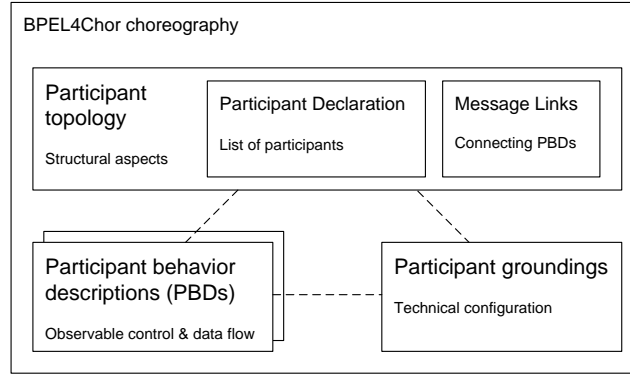 BPEL4Chor choreography
Participant
topology
Structural aspects
Participant Declaration
List of participants
Message Links
Connecting PBDs
Participant behavior
descriptions (PBDs)
Observable control & data flow
Participant groundings
Technical configuration